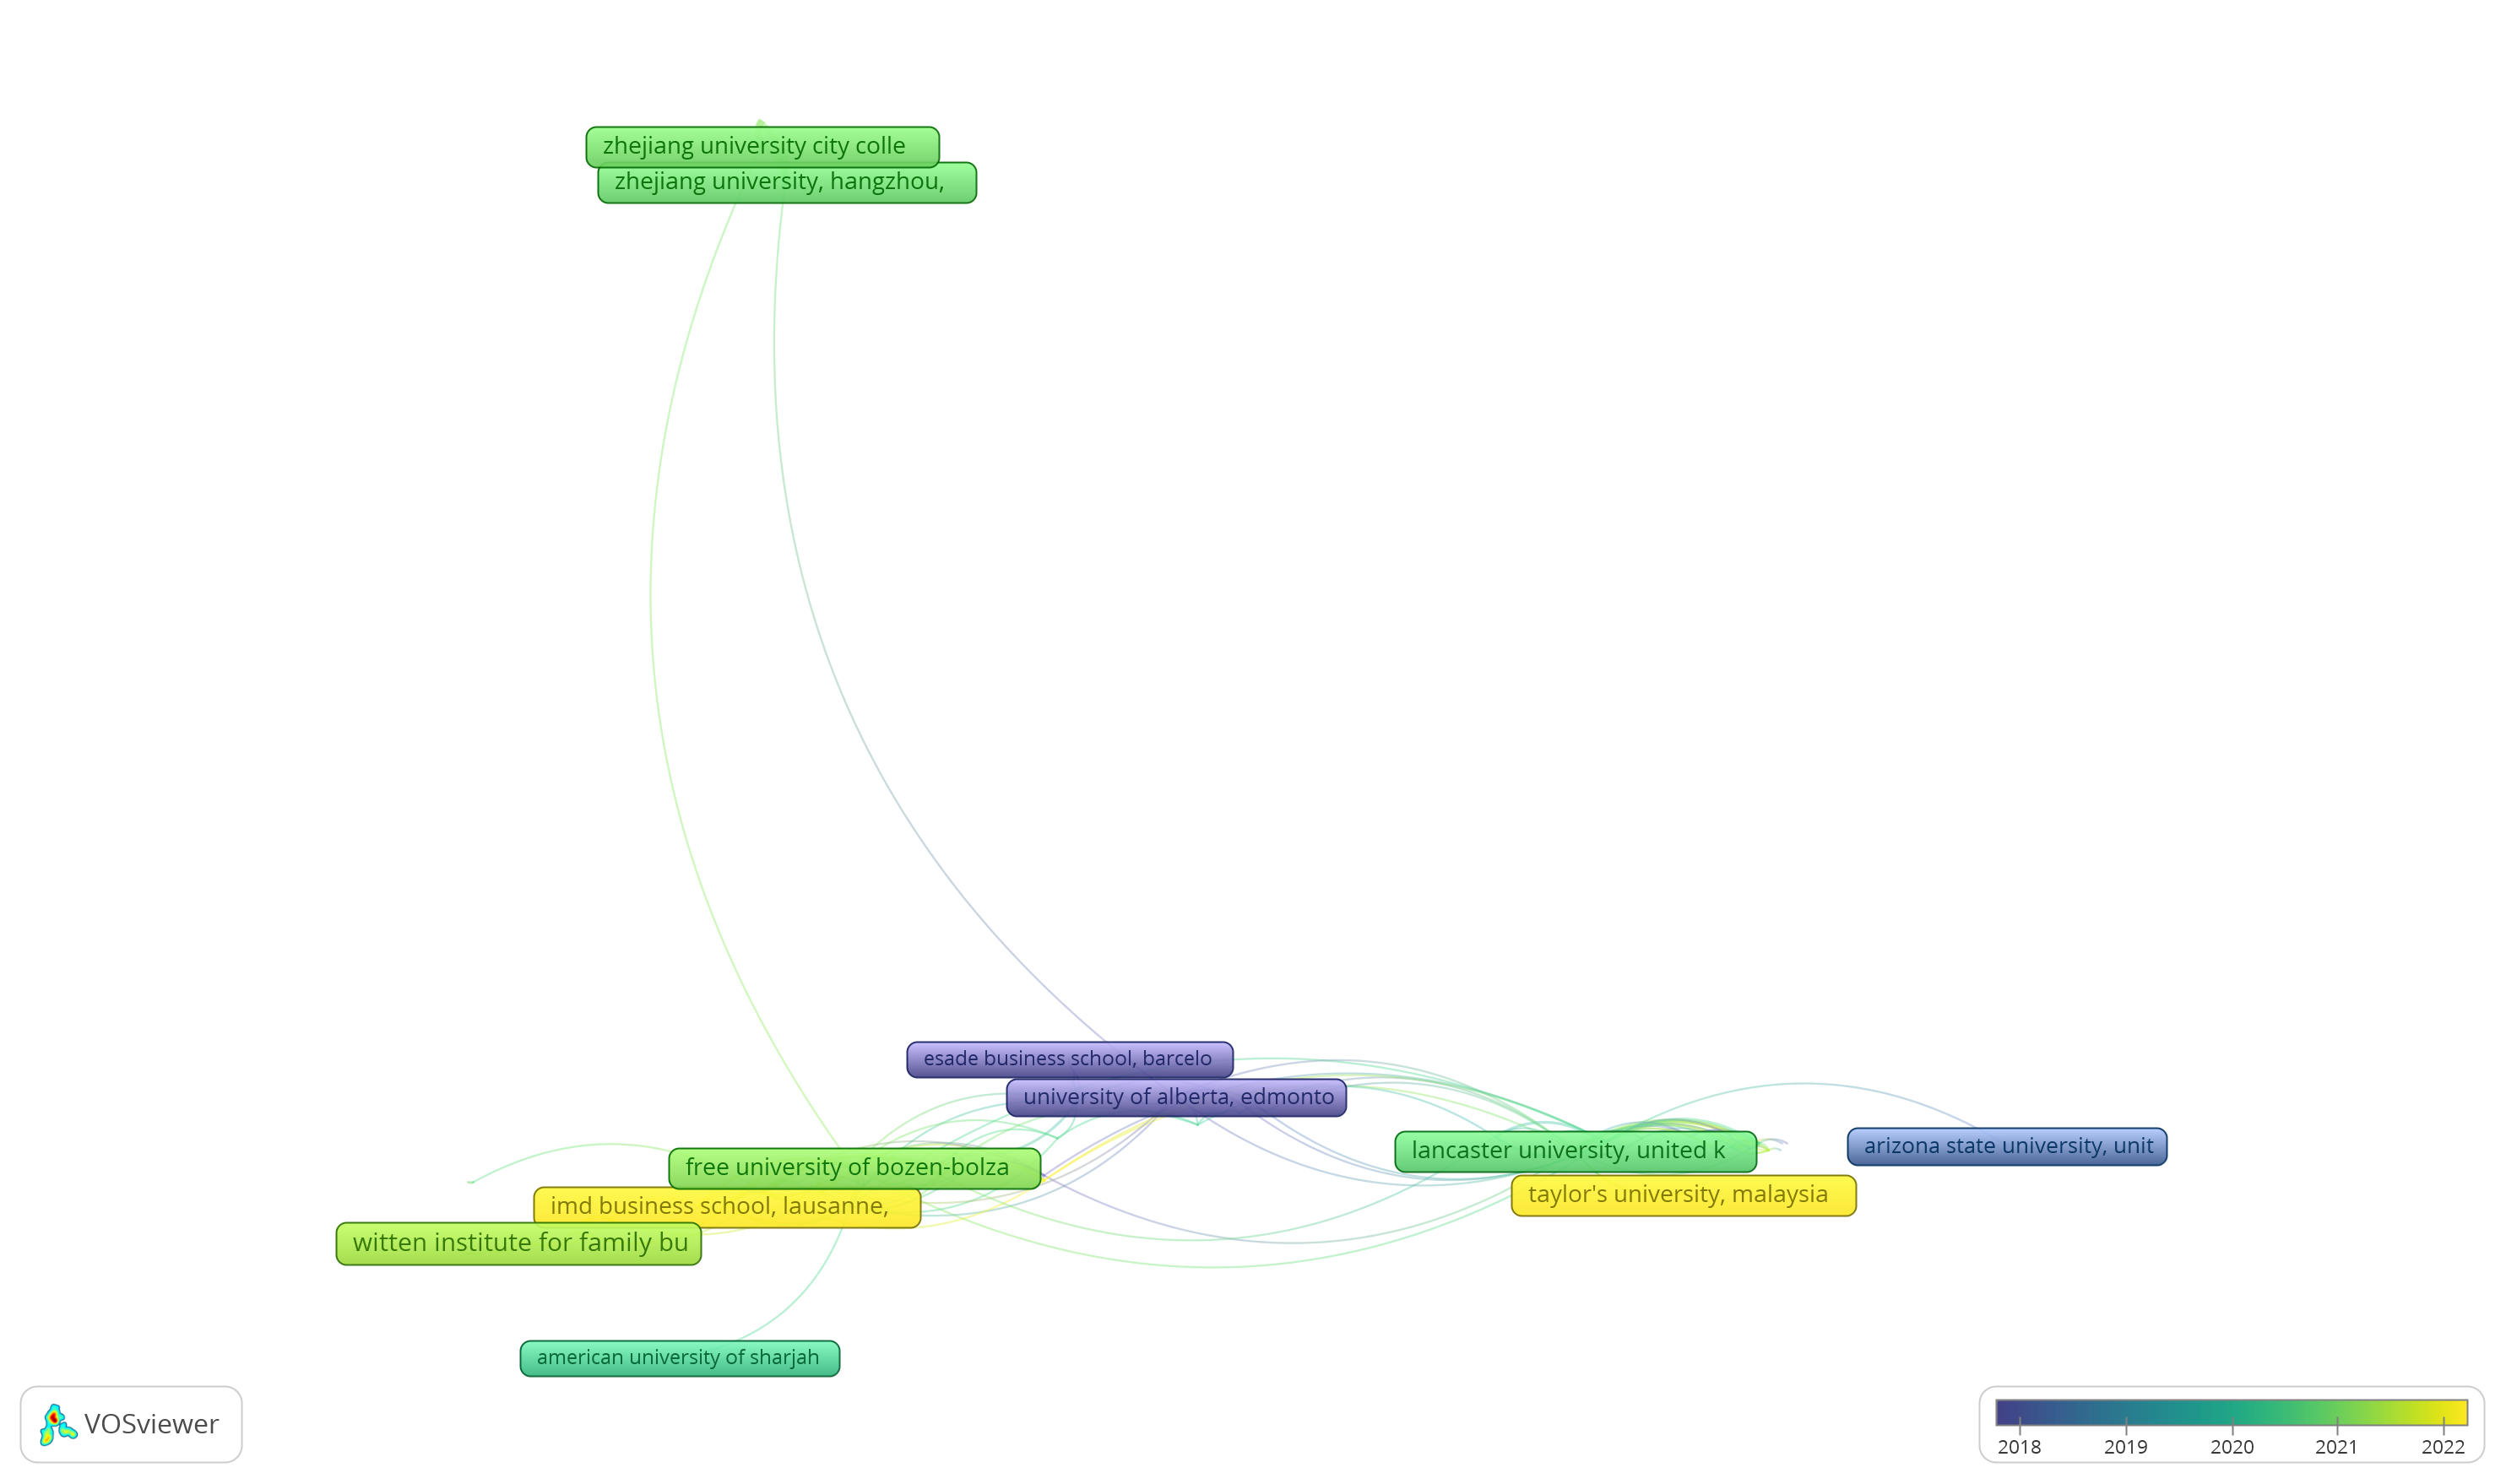 zhejiang university city colle
zhejiang university, hangzhou,
esade business school, barcelo
university of alberta, edmonto
lancaster university, united k
arizona state university, unit
free university of bozen-bolza
taylor's university, malaysia
imd business school, lausanne,
witten institute for family bu
american university of sharjah
VOSviewer
2018 2019 2020 2021 2022